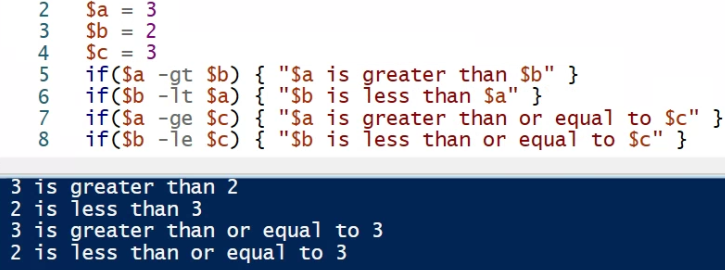 2 $a = 3
3 $b = 2
4 $c = 3
5 if($a -gt $b) { "$a is greater than $b" }
6 if($b -lt $a) { "$b is less than $a" }
7 if($a -ge $c) { "$a is greater than or equal to $c" }
8 if($b -le $c) { "$b is less than or equal to $c" }
3 is greater than 2
2 is less than 3
3 is greater than or equal to 3
2 is less than or equal to 3